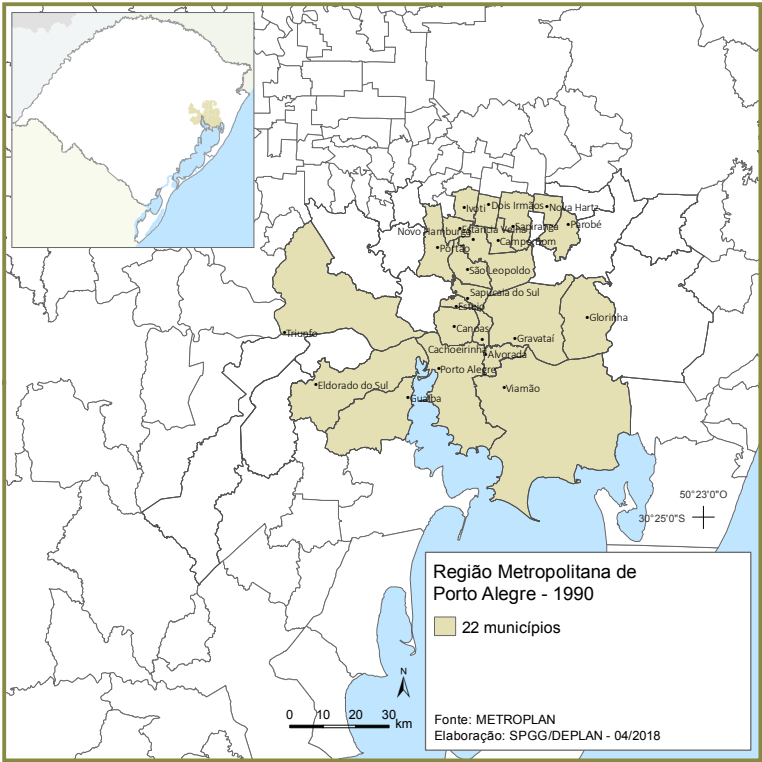 Ivoti
Dois Irmãos
Nova Hartz
Novo Hamburgo
Estância Velha
Sapiranga
Parobé
Portão
Campo Bom
São Leopoldo
Sapucaia do Sul
Esteio
Glorinha
Triunfo
Canoas
Gravataí
Cachoeirinha
Alvorada
Porto Alegre
Eldorado do Sul
Viamão
Guaíba
50°23'0"O
30°25'0"S
Região Metropolitana de
Porto Alegre - 1990
22 municípios
N
0 10 20 30
km
Fonte: METROPLAN
Elaboração: SPGG/DEPLAN - 04/2018